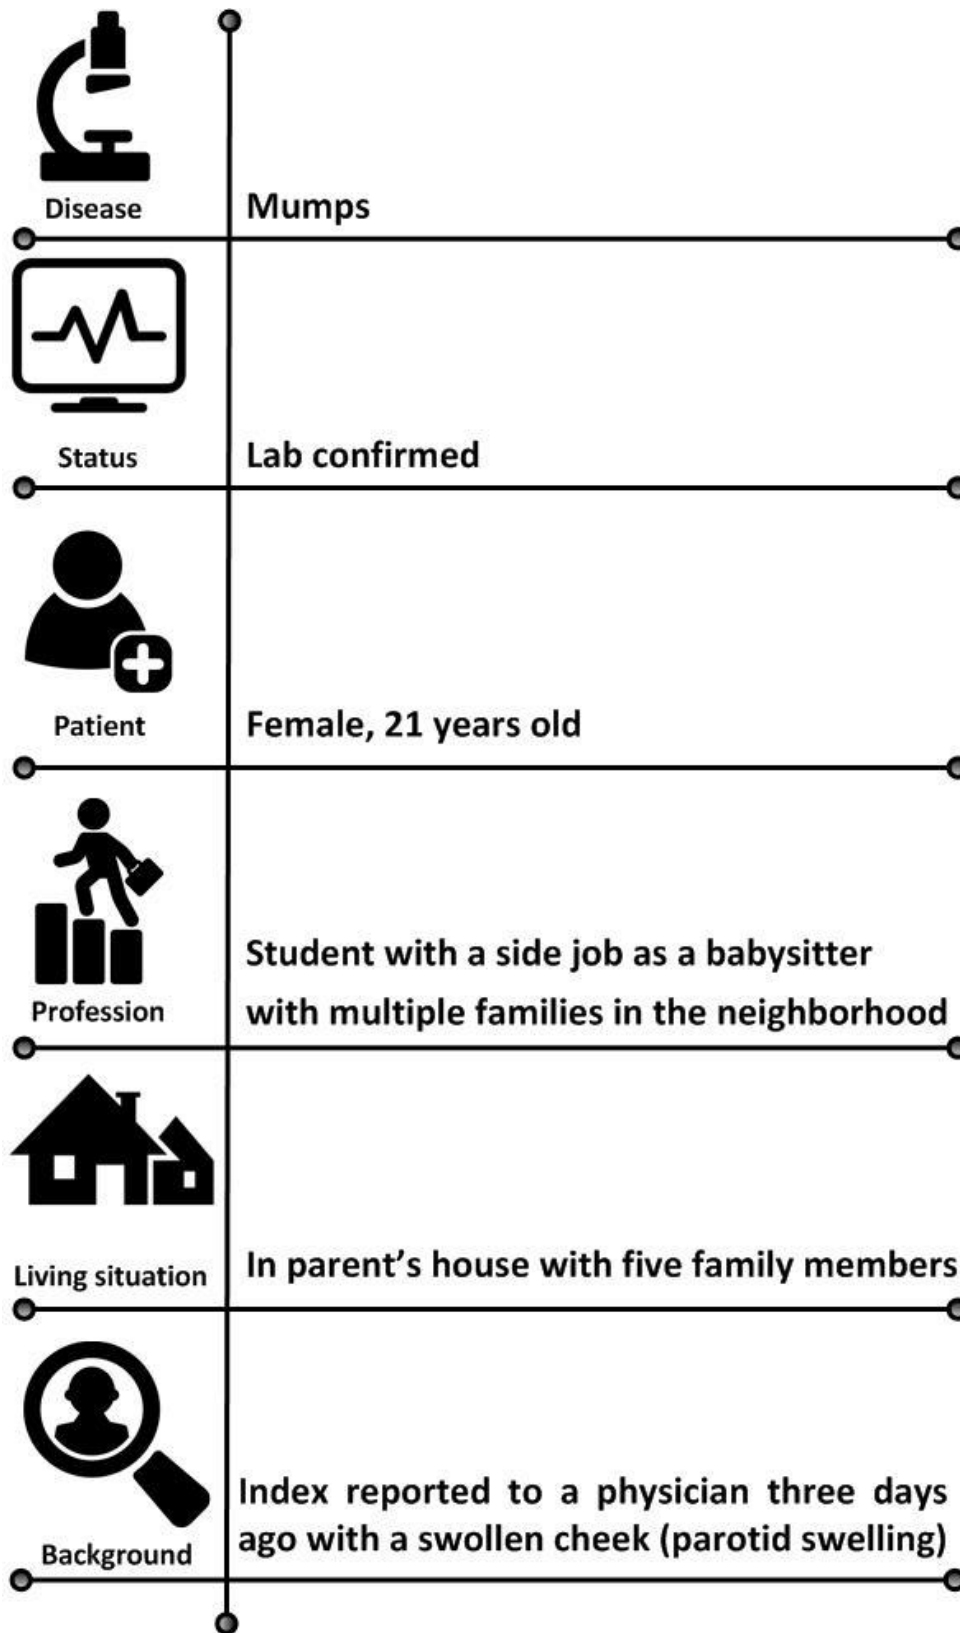 Disease
Mumps
Status
Lab confirmed
Patient
Female, 21 years old
Profession
Student with a side job as a babysitter
with multiple families in the neighborhood
Living situation
In parent’s house with five family members
Background
Index reported to a physician three days
ago with a swollen cheek (parotid swelling)